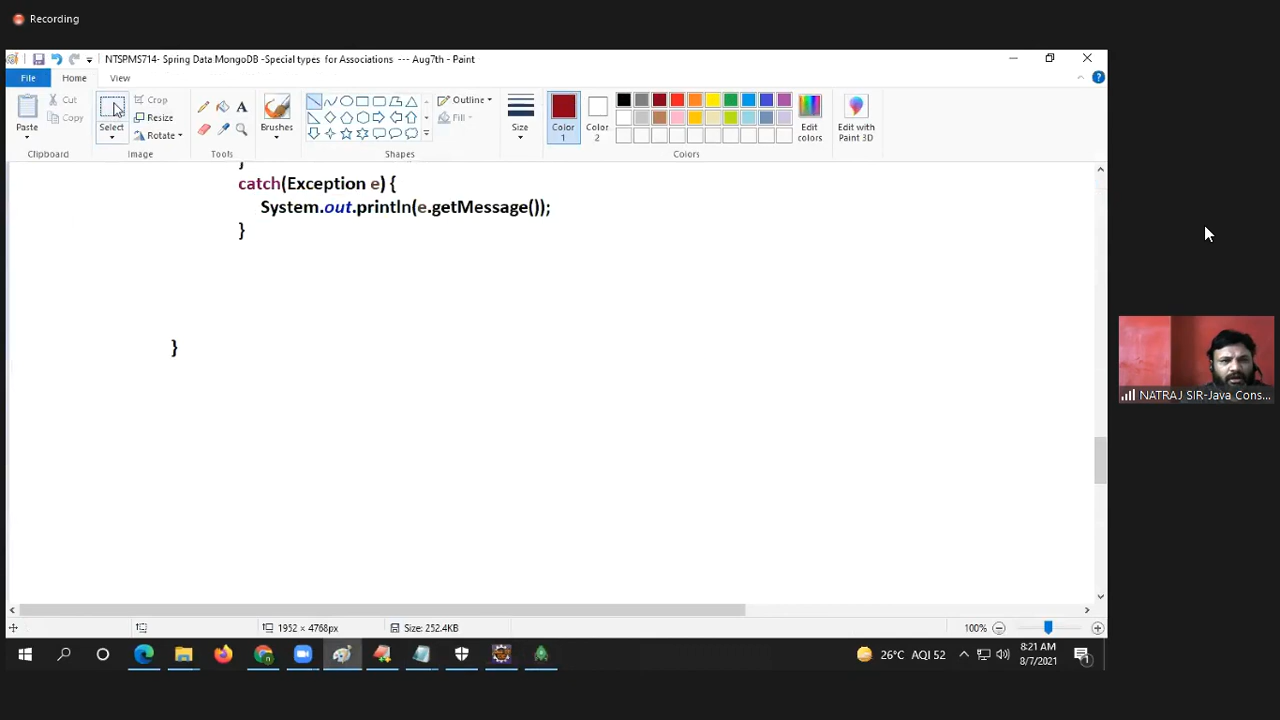 Recording
NTSPMS714- Spring Data MongoDB -Special types for Associations --- Aug7th - Paint
File
Home
View
Paste
Cut
Copy
Clipboard
Select
Crop
Resize
Rotate
Image
A
Tools
Brushes
Outline
Fill
Shapes
Size
Color
1
Color
2
Edit
colors
Edit with
Paint 3D
Colors
}
catch(Exception e) {
System.out.println(e.getMessage());
}
}
NATRAJ SIR-Java Cons...
1952 × 4768px
Size: 252.4KB
100%
26°C AQI 52
8:21 AM
8/7/2021
1